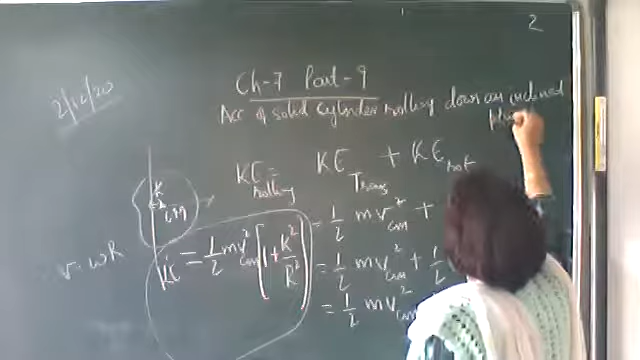 2
2/12/20
Ch-7 Part-9
Acc of solid cylinder rolling down an inclined
KE rolling = KE Trans + KE rot
K
CM
= 1/2 mv²cm +
v = ωR
KE = 1/2 mv²cm [1 + K²/R²]
= 1/2 mv²cm + 1/2
= 1/2 mv²cm